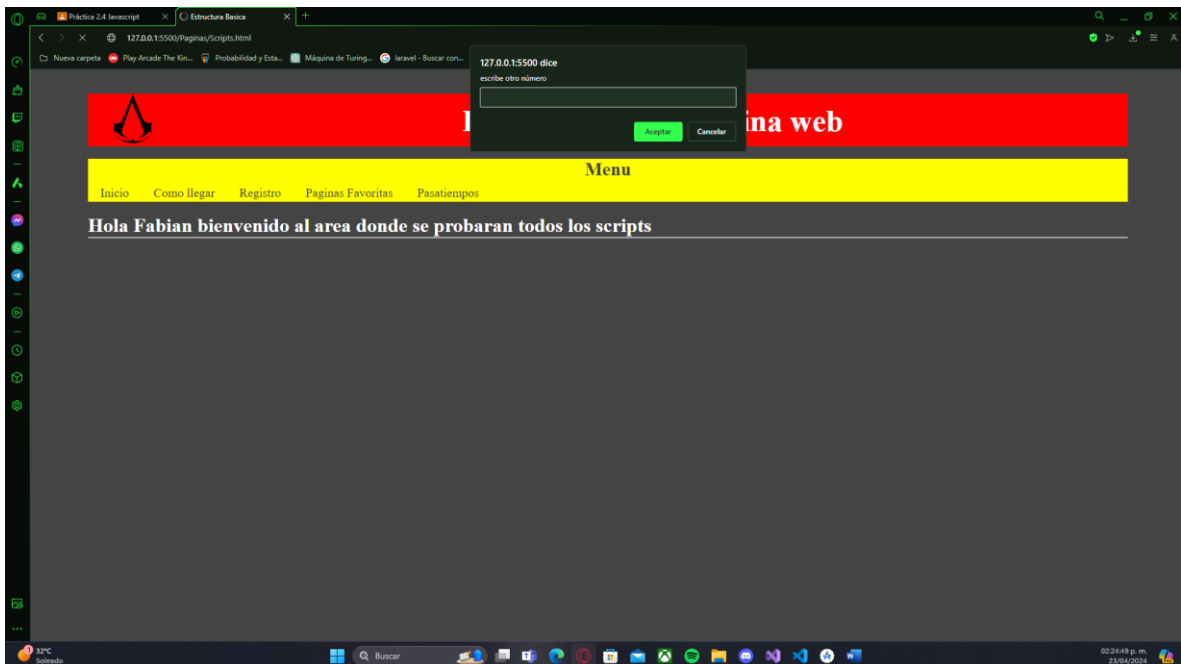 Práctica 2.4 Javascript
Estructura Basica
127.0.0.1:5500/Paginas/Scripts.html
Nueva carpeta Play Arcade The Kin... Probabilidad y Esta... Máquina de Turing... laravel - Buscar con...
127.0.0.1:5500 dice
escribe otro número
Aceptar Cancelar
ina web
Menu
Inicio Como llegar Registro Paginas Favoritas Pasatiempos
Hola Fabian bienvenido al area donde se probaran todos los scripts
32°C
Soleado
Buscar
02:24:49 p. m.
23/04/2024